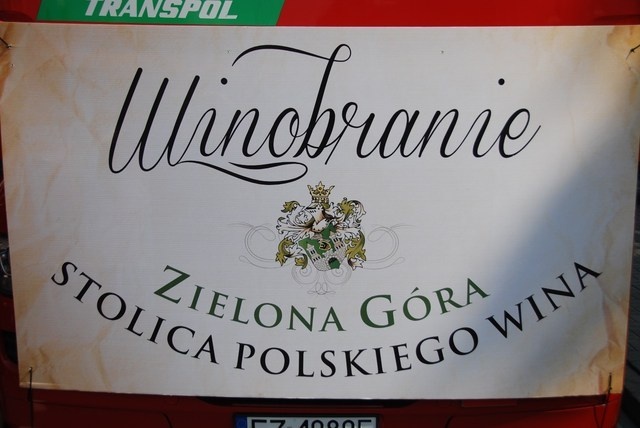 TRANSPOL
Winobranie
ZIELONA GÓRA
STOLICA POLSKIEGO WINA